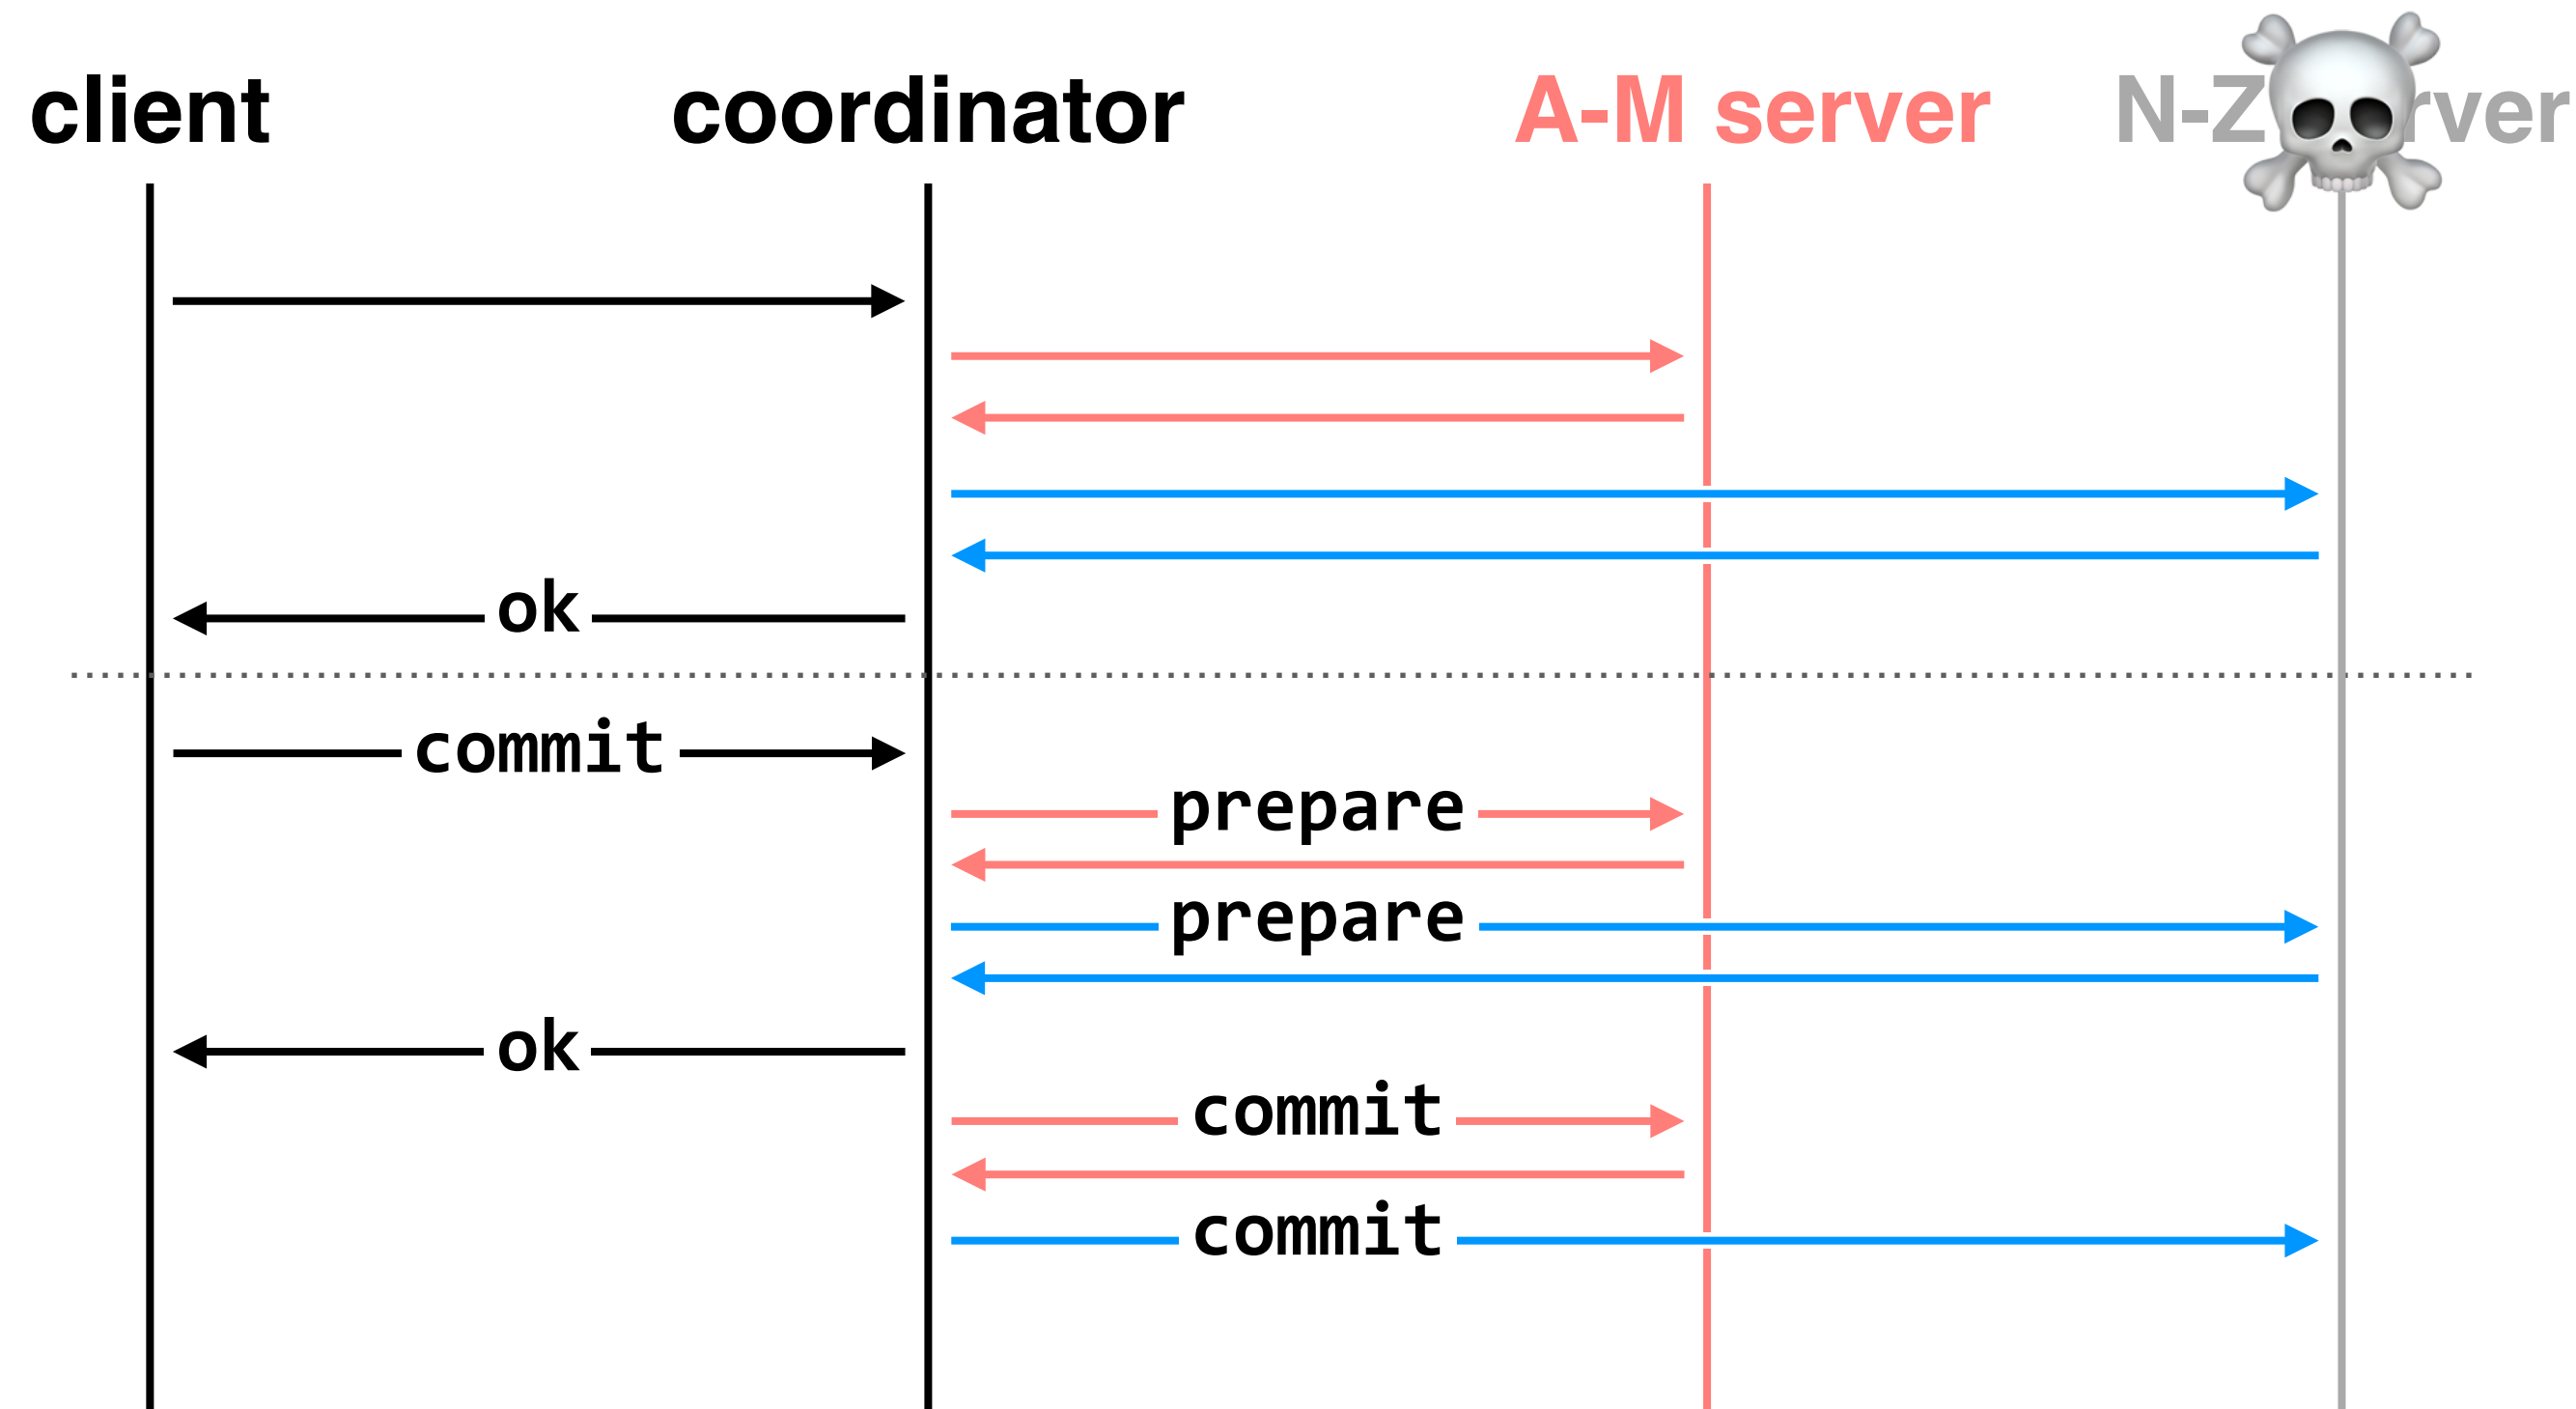 client coordinator A-M server N-Z rver
ok
commit
prepare
prepare
ok
commit
commit